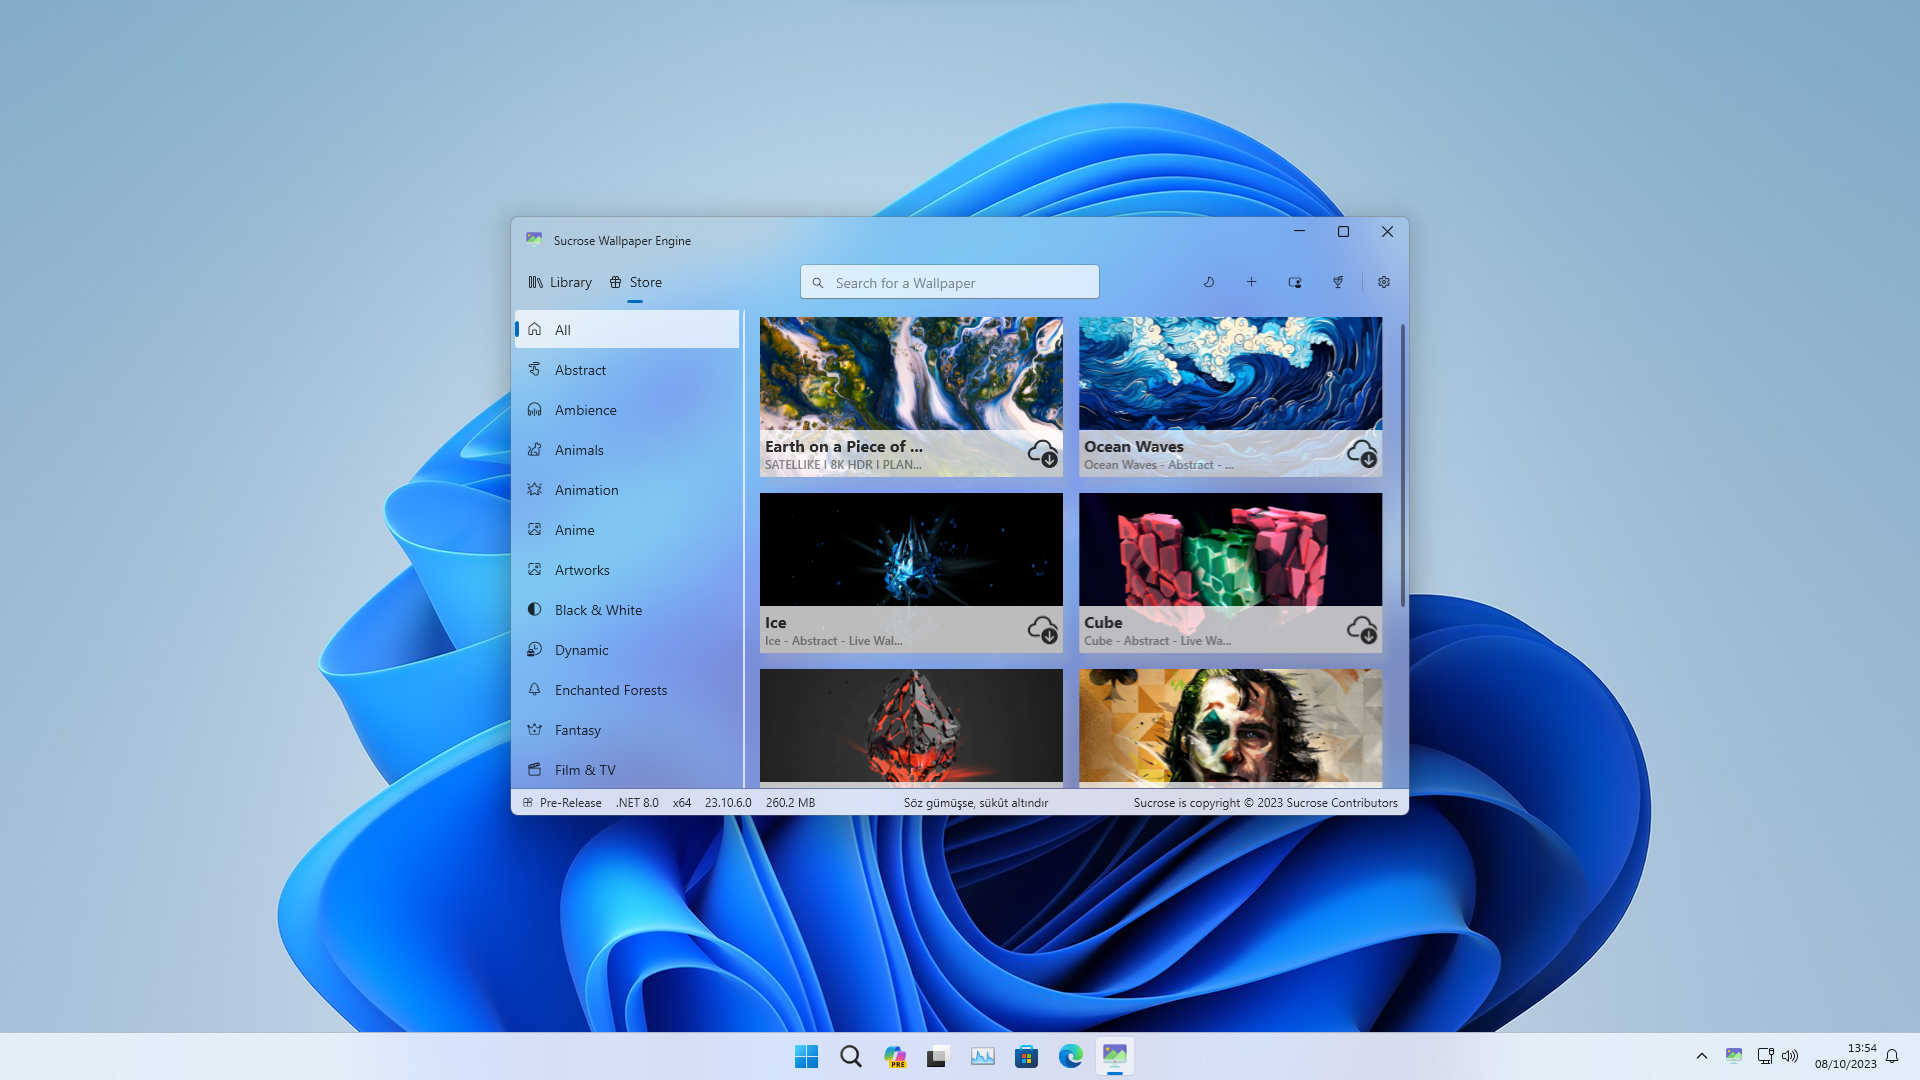 Sucrose Wallpaper Engine
Library
Store
Search for a Wallpaper
All
Abstract
Ambience
Animals
Animation
Anime
Artworks
Black & White
Dynamic
Enchanted Forests
Fantasy
Film & TV
Earth on a Piece of ...
SATELLIKE I 8K HDR I PLAN...
Ocean Waves
Ocean Waves - Abstract - ...
Ice
Ice - Abstract - Live Wal...
Cube
Cube - Abstract - Live Wa...
Pre-Release .NET 8.0 x64 23.10.6.0 260.2 MB
Söz gümüşse, sükût altındır
Sucrose is copyright © 2023 Sucrose Contributors
PRE
13:54
08/10/2023